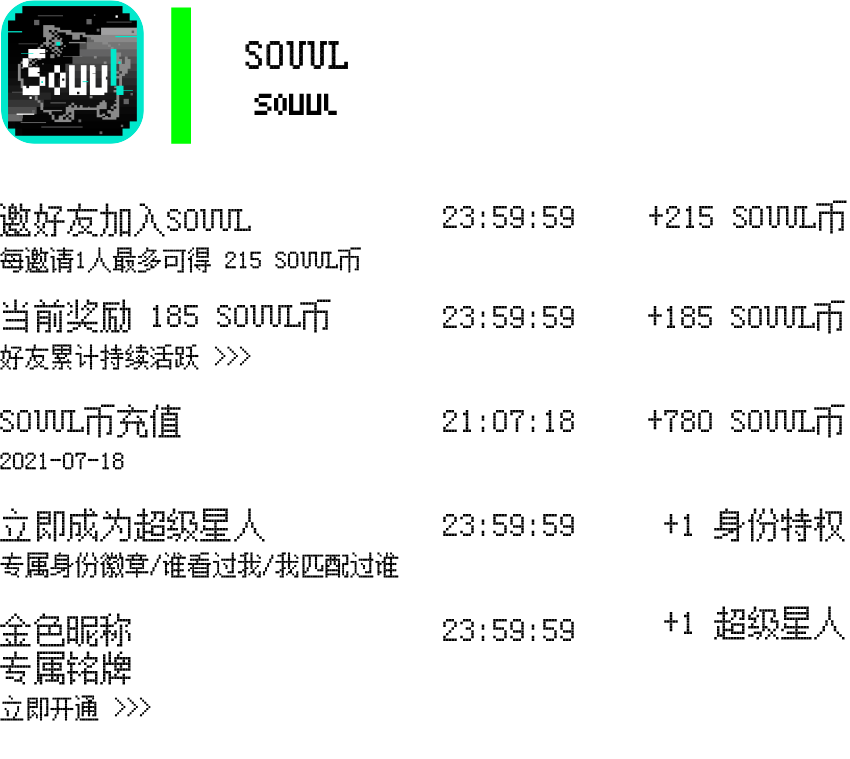 Souul
SOUUL
SOUUL
邀好友加入SOUUL 23:59:59 +215 SOUUL币
每邀请1人最多可得 215 SOUUL币
当前奖励 185 SOUUL币 23:59:59 +185 SOUUL币
好友累计持续活跃 >>>
SOUUL币充值 21:07:18 +780 SOUUL币
2021-07-18
立即成为超级星人 23:59:59 +1 身份特权
专属身份徽章/谁看过我/我匹配过谁
金色昵称 23:59:59 +1 超级星人
专属铭牌
立即开通 >>>